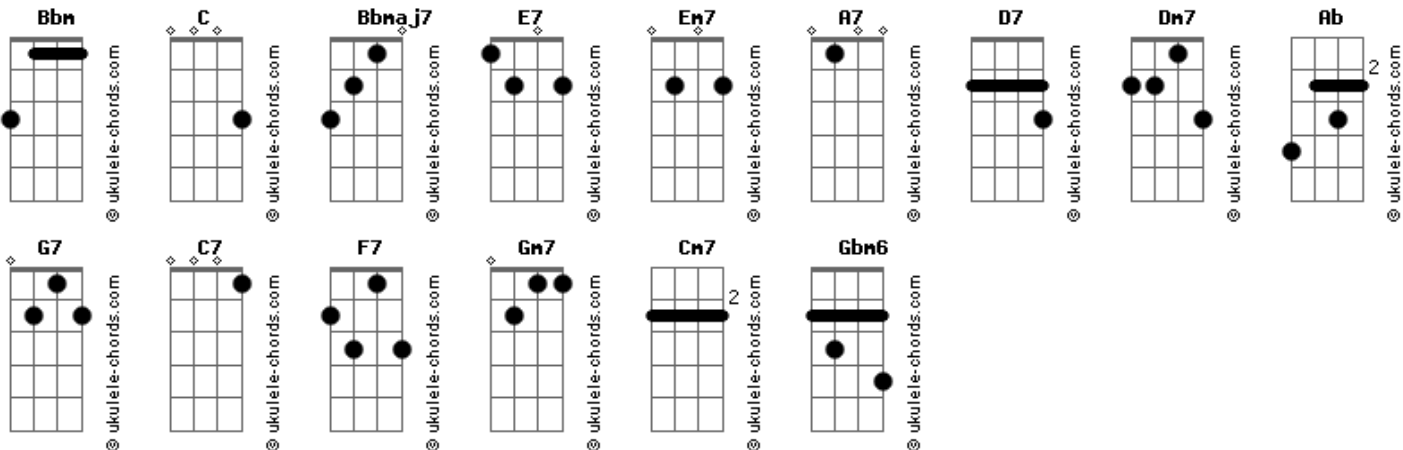 Bbm C Bbmaj7 E7 Em7 A7 D7 Dm7 Ab
2
© ukulele-chords.com © ukulele-chords.com © ukulele-chords.com © ukulele-chords.com © ukulele-chords.com © ukulele-chords.com © ukulele-chords.com © ukulele-chords.com © ukulele-chords.com
G7 C7 F7 Gm7 Cm7 Gbm6
2
© ukulele-chords.com © ukulele-chords.com © ukulele-chords.com © ukulele-chords.com © ukulele-chords.com © ukulele-chords.com